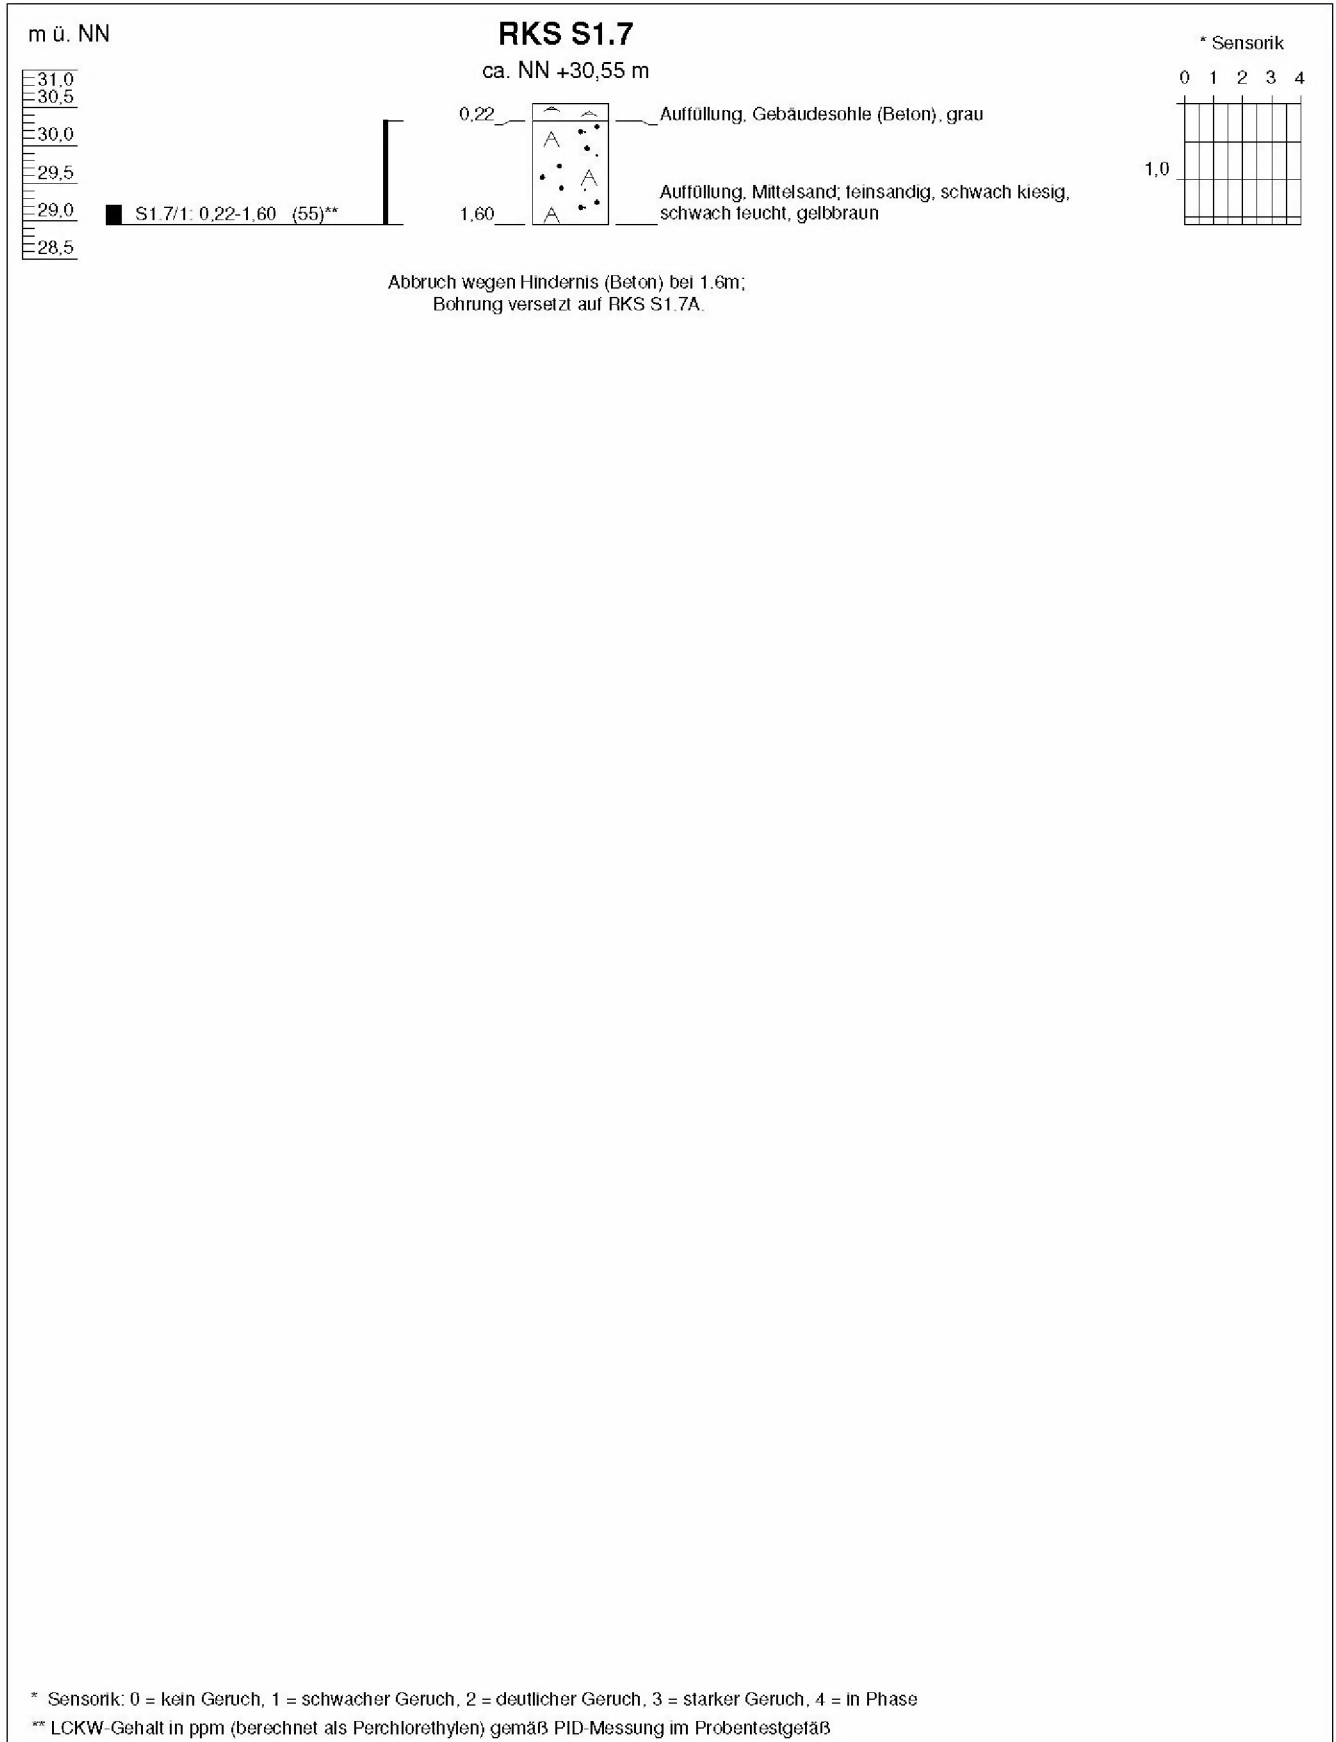 m ü. NN
RKS S1.7
ca. NN +30,55 m
* Sensorik
0 1 2 3 4
31,0
30,5
30,0
29,5
29,0
28,5
0,22
Auffüllung, Gebäudesohle (Beton), grau
1,0
Auffüllung, Mittelsand; feinsandig, schwach kiesig,
schwach feucht, gelbbraun
S1.7/1: 0,22-1,60 (55)**
1,60
A
A
A
Abbruch wegen Hindernis (Beton) bei 1.6m;
Bohrung versetzt auf RKS S1.7A.
* Sensorik: 0 = kein Geruch, 1 = schwacher Geruch, 2 = deutlicher Geruch, 3 = starker Geruch, 4 = in Phase
** LCKW-Gehalt in ppm (berechnet als Perchlorethylen) gemäß PID-Messung im Probentestgefäß